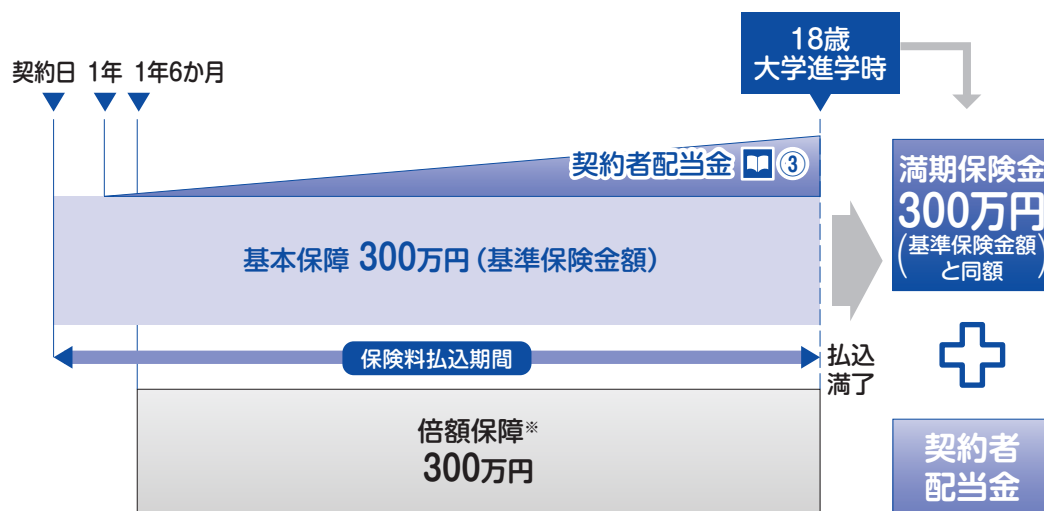 18歳
大学進学時
契約日 1年 1年6か月
契約者配当金 ③
満期保険金
300万円
(基準保険金額
と同額)
基本保障 300万円(基準保険金額)
保険料払込期間
払込
満了
倍額保障※
300万円
契約者
配当金